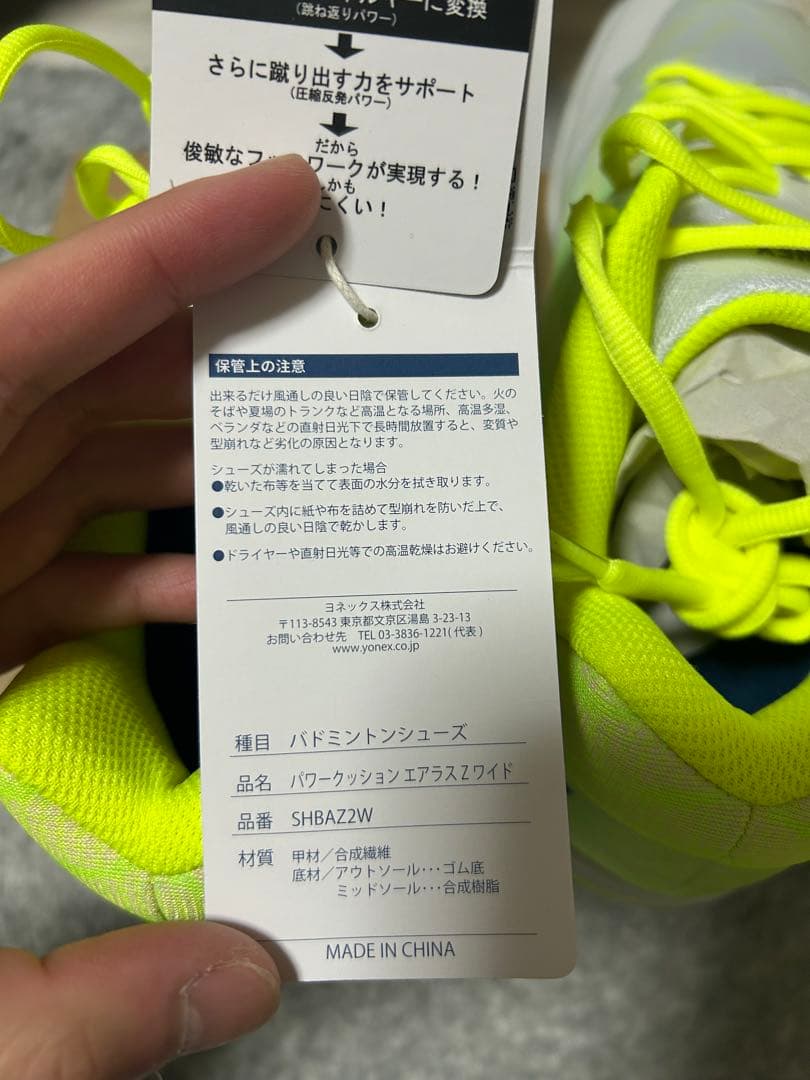 に変換
(跳ね返りパワー)
さらに蹴り出す力をサポート
(圧縮反発パワー)
だから
俊敏なフ ワークが実現する!
かも
にくい!
保管上の注意
出来るだけ風通しの良い日陰で保管してください。火の
そばや夏場のトランクなど高温となる場所、高温多湿、
ベランダなどの直射日光下で長時間放置すると、変質や
型崩れなど劣化の原因となります。
シューズが濡れてしまった場合
●乾いた布等を当てて表面の水分を拭き取ります。
●シューズ内に紙や布を詰めて型崩れを防いだ上で、
風通しの良い日陰で乾かします。
●ドライヤーや直射日光等での高温乾燥はお避けください。
ヨネックス株式会社
〒113-8543 東京都文京区湯島 3-23-13
お問い合わせ先 TEL 03-3836-1221(代表)
www.yonex.co.jp
種目 バドミントンシューズ
品名 パワークッション エアラス Z ワイド
品番 SHBAZ2W
材質 甲材/合成繊維
底材/アウトソール・・・ゴム底
ミッドソール・・・合成樹脂
MADE IN CHINA